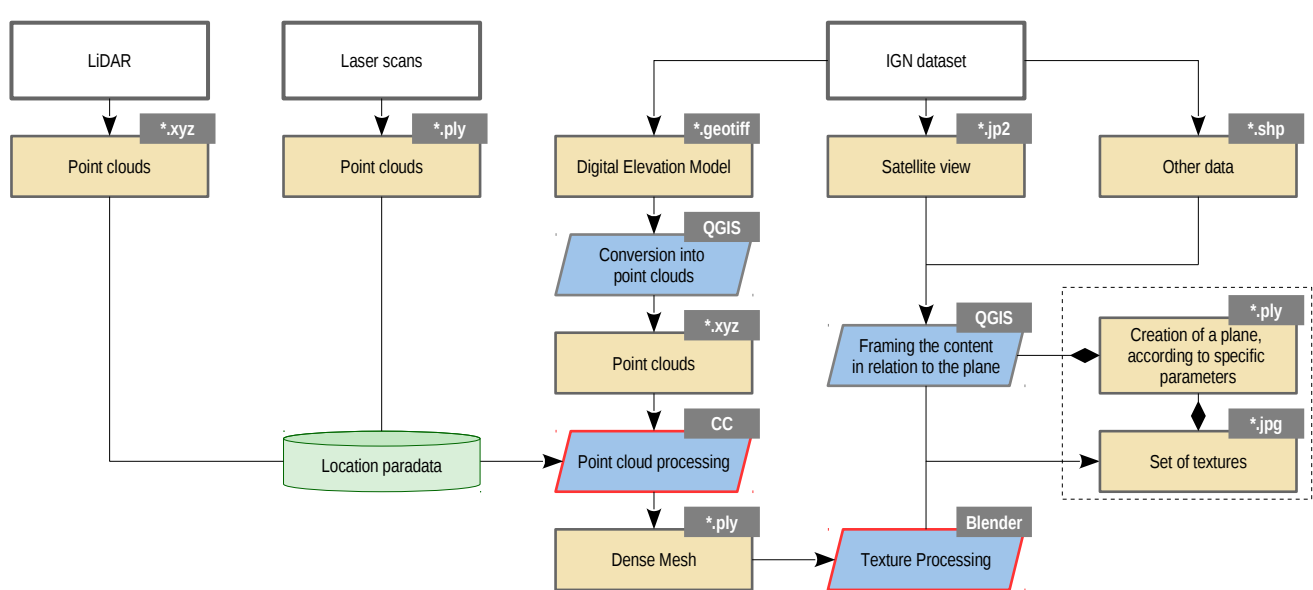 LiDAR
Laser scans
IGN dataset
*.xyz
*.ply
*.geotiff
*.jp2
*.shp
Point clouds
Point clouds
Digital Elevation Model
Satellite view
Other data
QGIS
Conversion into
point clouds
*.xyz
QGIS
*.ply
Point clouds
Framing the content
in relation to the plane
Creation of a plane,
according to specific
parameters
CC
*.jpg
Location paradata
Point cloud processing
Set of textures
*.ply
Blender
Dense Mesh
Texture Processing